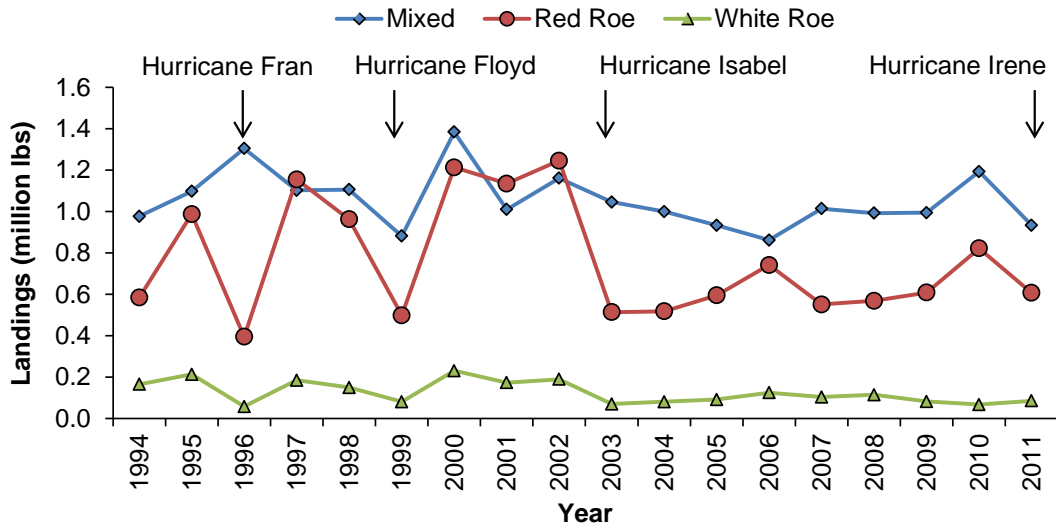 Mixed Red Roe White Roe
Hurricane Fran Hurricane Floyd Hurricane Isabel Hurricane Irene
1.6
1.4
1.2
1.0
0.8
0.6
0.4
0.2
0.0
Landings (million lbs)
1994 1995 1996 1997 1998 1999 2000 2001 2002 2003 2004 2005 2006 2007 2008 2009 2010 2011
Year